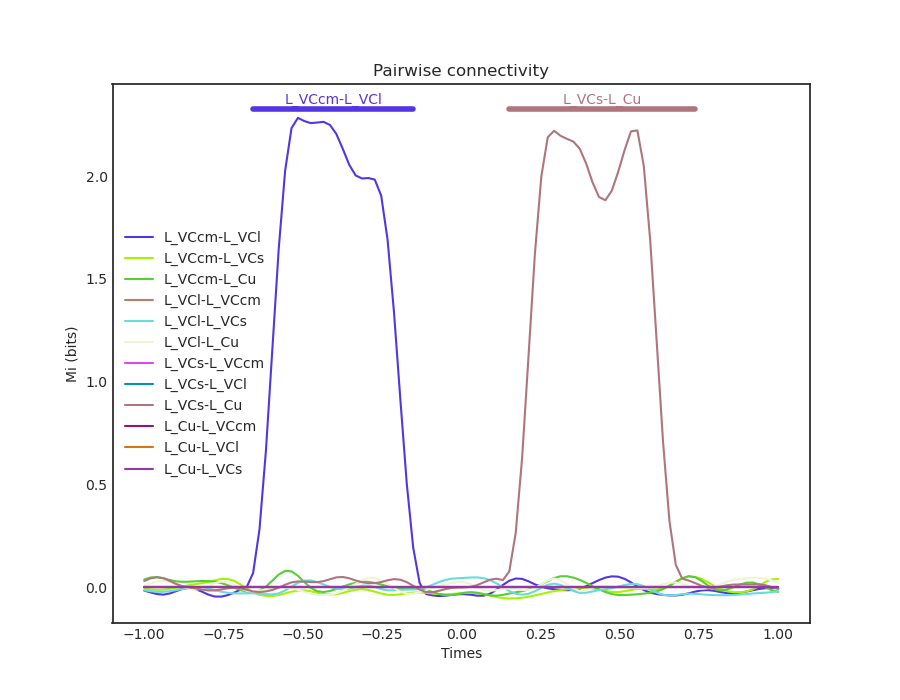 Pairwise connectivity
L_VCcm-L_VCl
L_VCs-L_Cu
Mi (bits)
2.0
1.5
1.0
0.5
0.0
L_VCcm-L_VCl
L_VCcm-L_VCs
L_VCcm-L_Cu
L_VCl-L_VCcm
L_VCl-L_VCs
L_VCl-L_Cu
L_VCs-L_VCcm
L_VCs-L_VCl
L_VCs-L_Cu
L_Cu-L_VCcm
L_Cu-L_VCl
L_Cu-L_VCs
−1.00 −0.75 −0.50 −0.25 0.00 0.25 0.50 0.75 1.00
Times